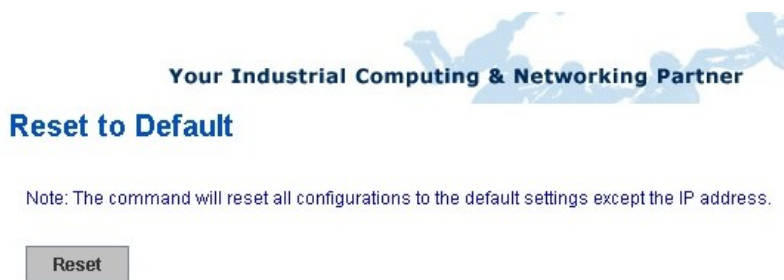 Your Industrial Computing & Networking Partner
Reset to Default
Note: The command will reset all configurations to the default settings except the IP address.
Reset